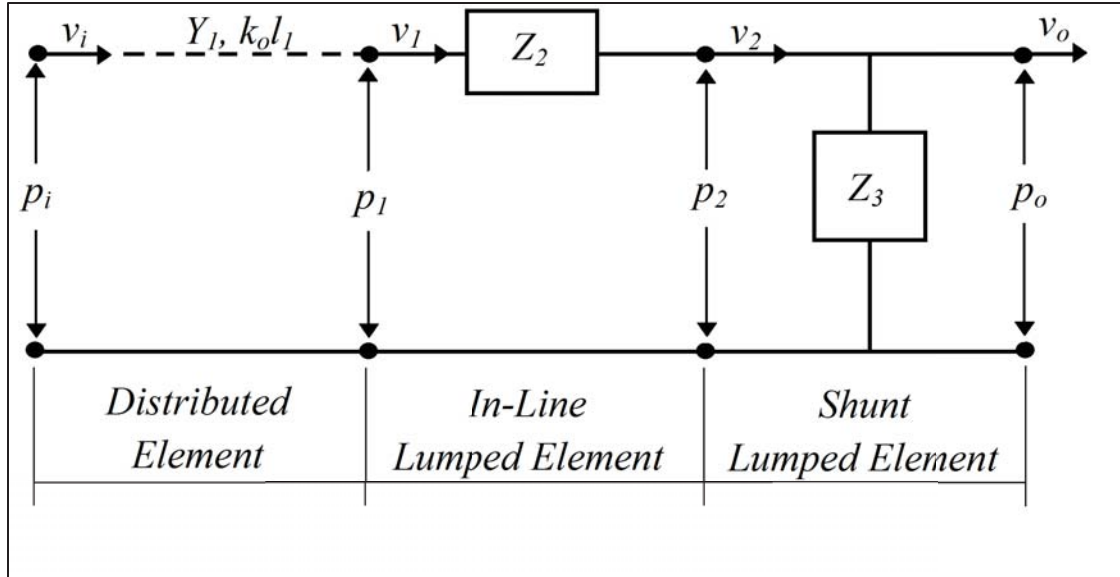 vᵢ
Y₁, kₒl₁
v₁
Z₂
v₂
vₒ
pᵢ
p₁
p₂
Z₃
pₒ
Distributed
Element
In-Line
Lumped Element
Shunt
Lumped Element